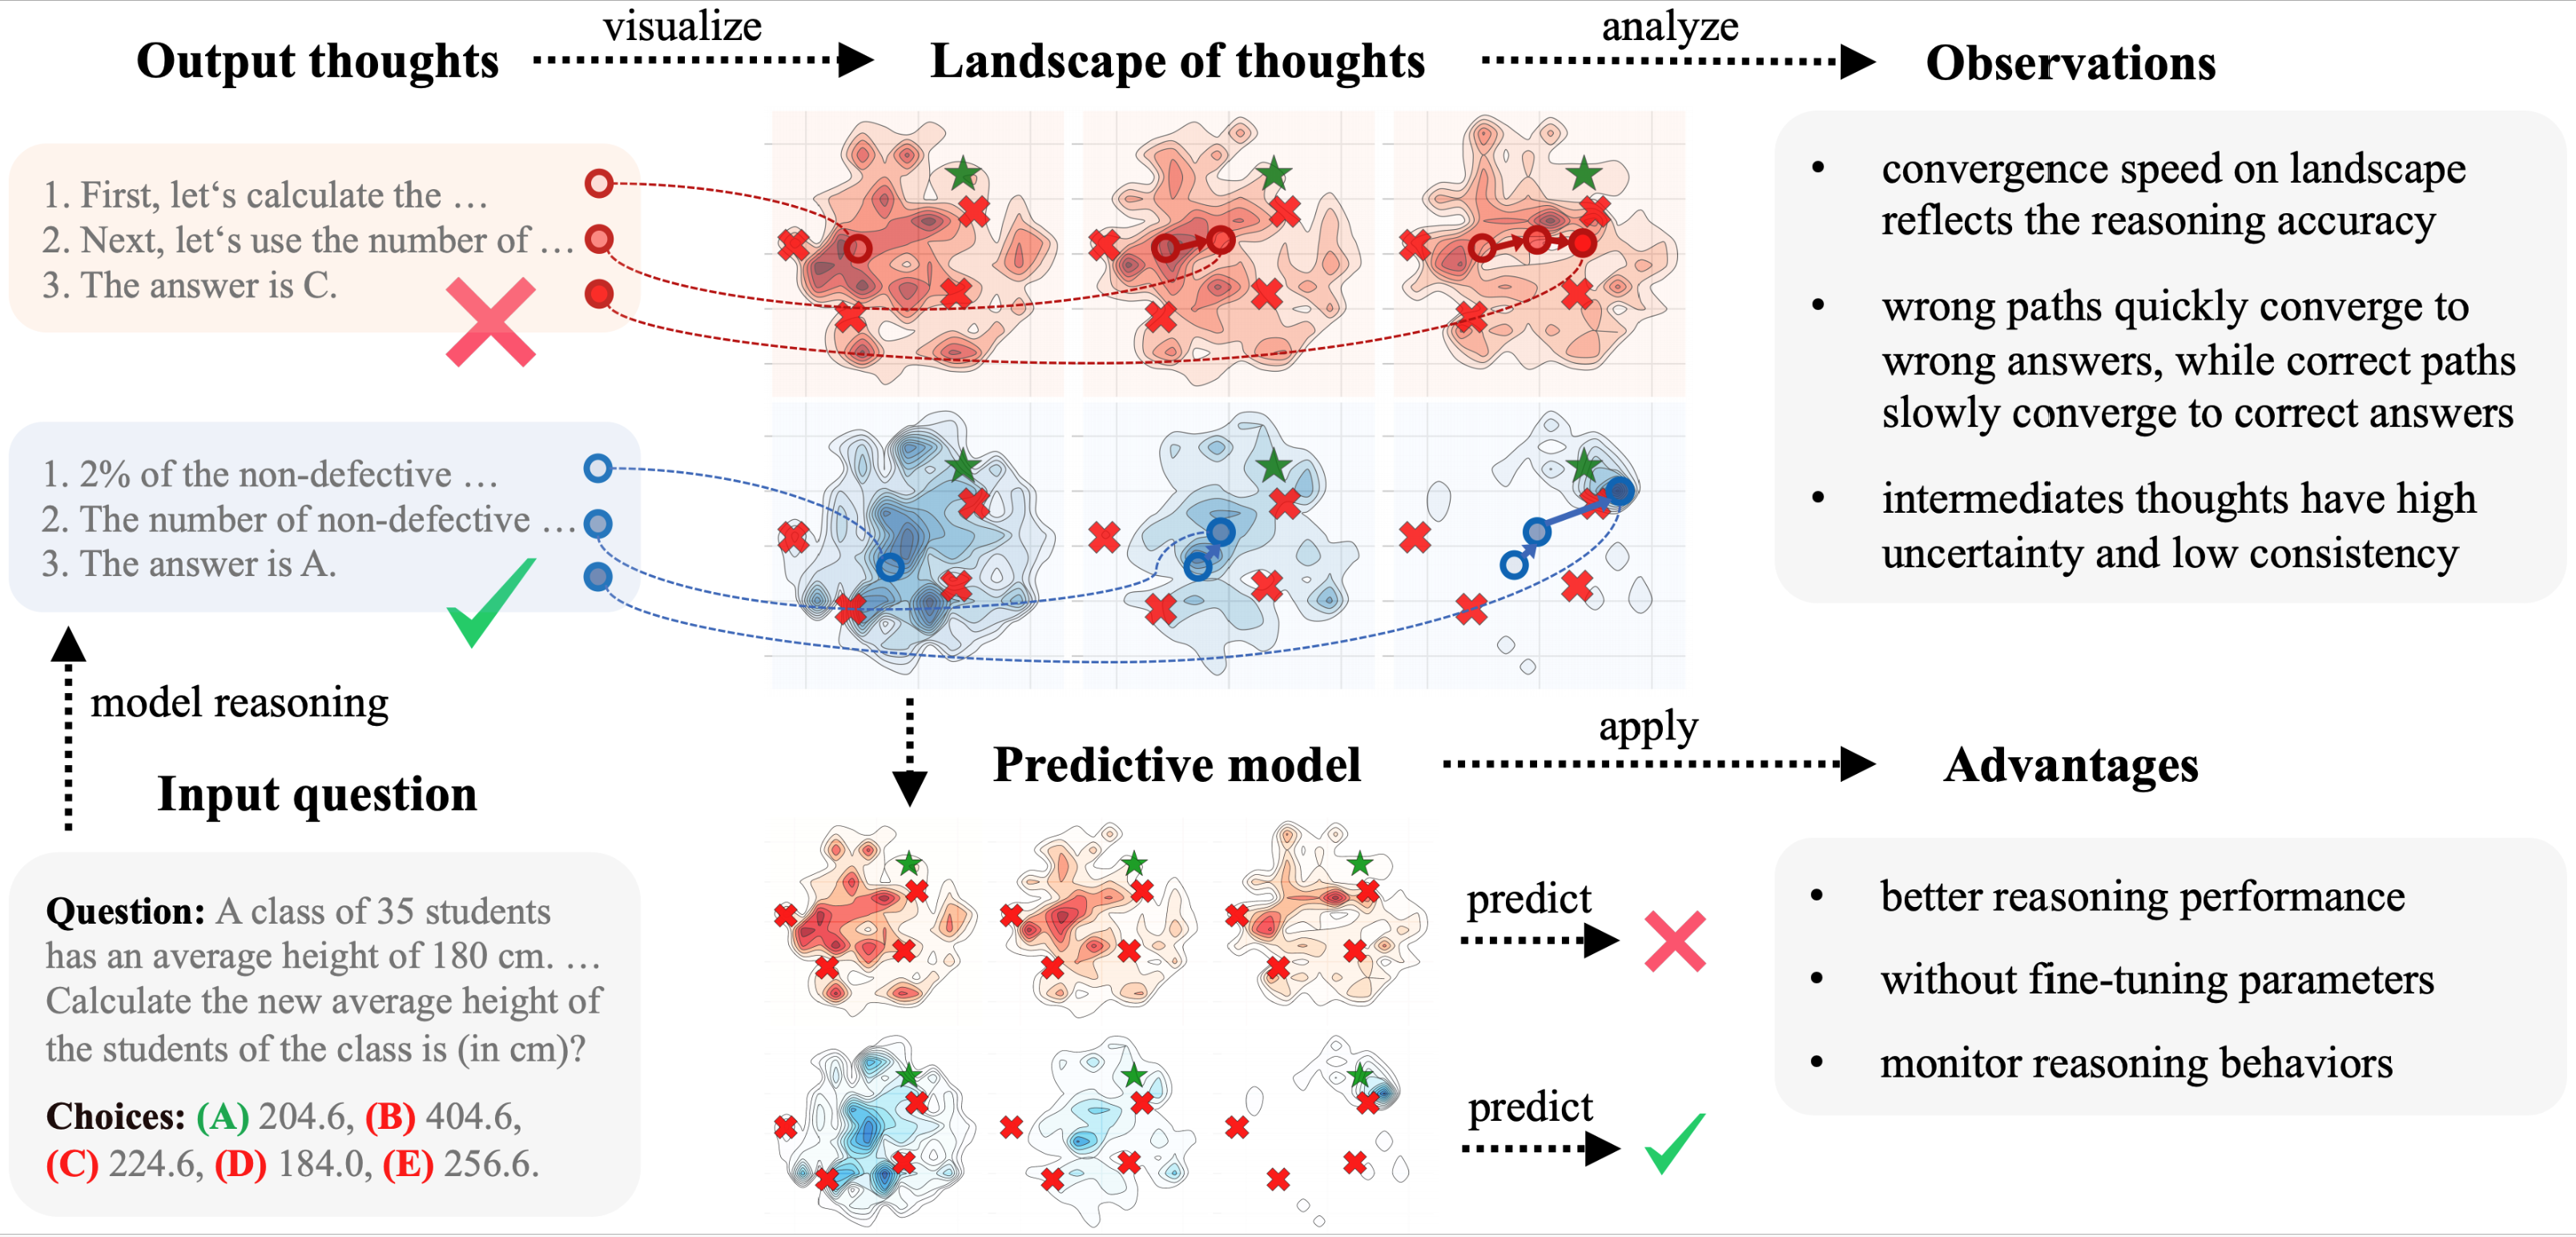 Output thoughts
visualize
Landscape of thoughts
analyze
Observations
1. First, let‘s calculate the …
2. Next, let‘s use the number of …
3. The answer is C.
1. 2% of the non-defective …
2. The number of non-defective …
3. The answer is A.
• convergence speed on landscape
reflects the reasoning accuracy
• wrong paths quickly converge to
wrong answers, while correct paths
slowly converge to correct answers
• intermediates thoughts have high
uncertainty and low consistency
model reasoning
Input question
Question: A class of 35 students
has an average height of 180 cm. …
Calculate the new average height of
the students of the class is (in cm)?
Choices: (A) 204.6, (B) 404.6,
(C) 224.6, (D) 184.0, (E) 256.6.
Predictive model
apply
Advantages
predict
predict
• better reasoning performance
• without fine-tuning parameters
• monitor reasoning behaviors